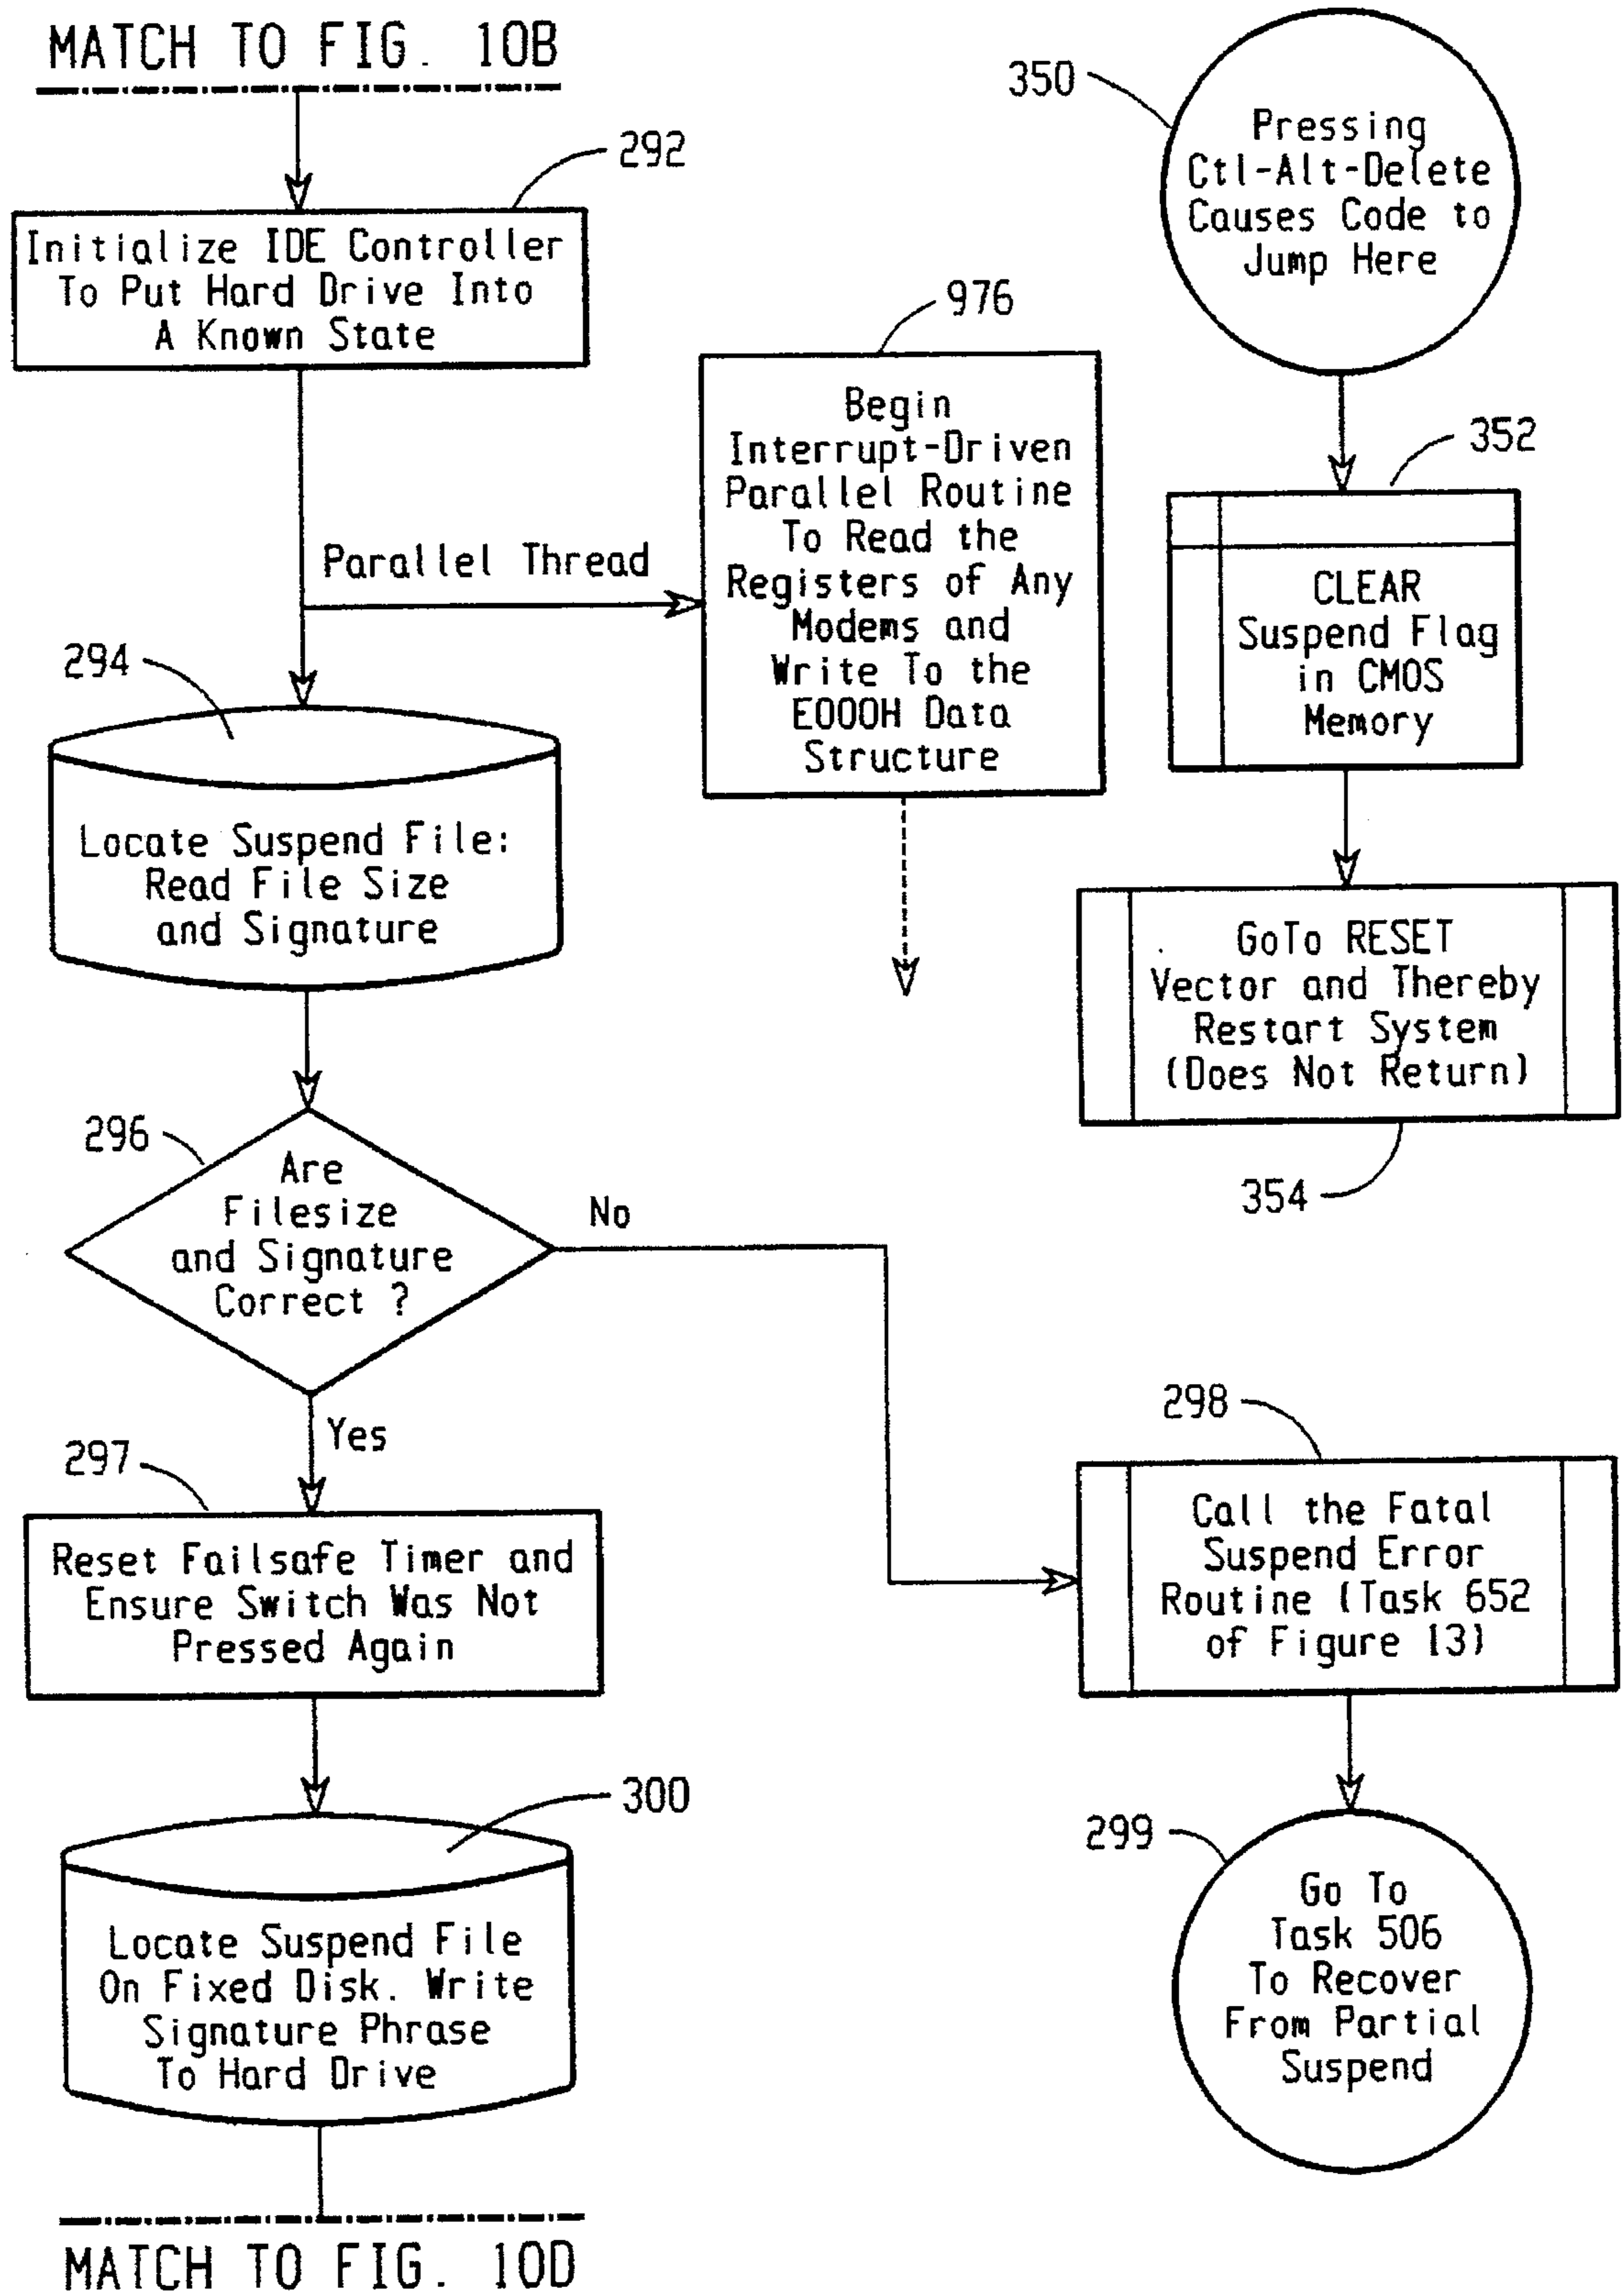 MATCH TO FIG. 10B
292
Initialize IDE Controller
To Put Hard Drive Into
A Known State
976
Begin
Interrupt-Driven
Parallel Routine
To Read the
Registers of Any
Modems and
Write To the
E000H Data
Structure
Parallel Thread
294
Locate Suspend File:
Read File Size
and Signature
296
Are
Filesize
and Signature
Correct ?
No
Yes
297
Reset Failsafe Timer and
Ensure Switch Was Not
Pressed Again
300
Locate Suspend File
On Fixed Disk. Write
Signature Phrase
To Hard Drive
MATCH TO FIG. 10D
350
Pressing
Ctl-Alt-Delete
Causes Code to
Jump Here
352
CLEAR
Suspend Flag
in CMOS
Memory
GoTo RESET
Vector and Thereby
Restart System
(Does Not Return)
354
298
Call the Fatal
Suspend Error
Routine (Task 652
of Figure 13)
299
Go To
Task 506
To Recover
From Partial
Suspend